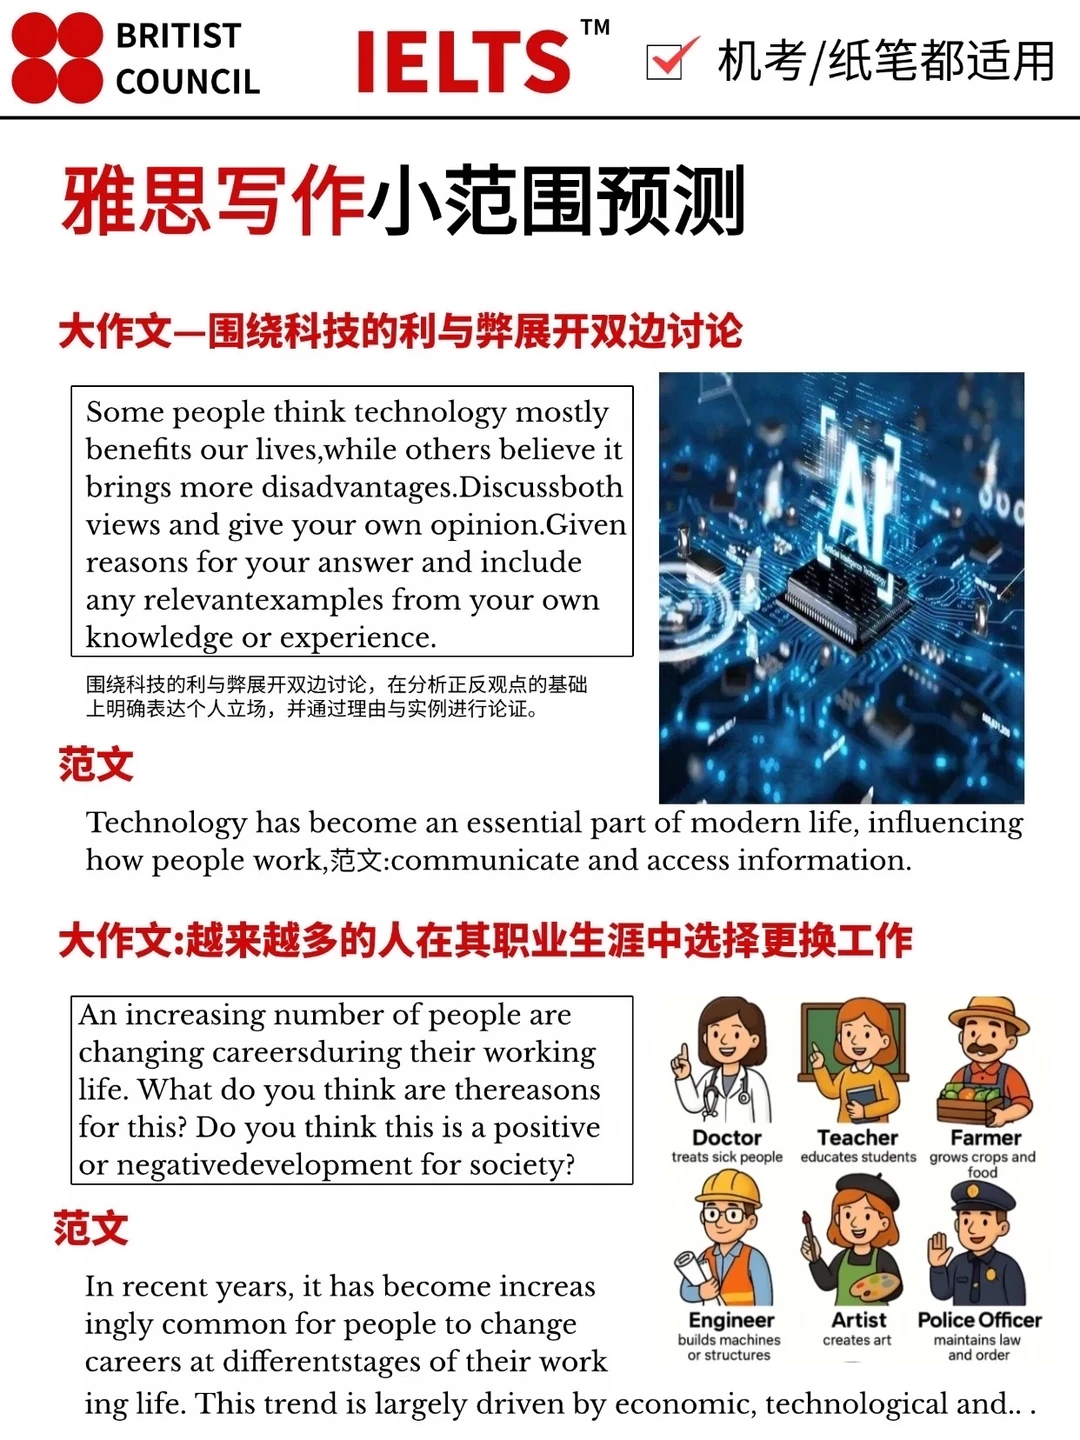 BRITIST
COUNCIL
IELTS™
机考/纸笔都适用
雅思写作小范围预测
大作文—围绕科技的利与弊展开双边讨论
Some people think technology mostly
benefits our lives,while others believe it
brings more disadvantages.Discussboth
views and give your own opinion.Given
reasons for your answer and include
any relevantexamples from your own
knowledge or experience.
AI
围绕科技的利与弊展开双边讨论，在分析正反观点的基础
上明确表达个人立场，并通过理由与实例进行论证。
范文
Technology has become an essential part of modern life, influencing
how people work,范文:communicate and access information.
大作文:越来越多的人在其职业生涯中选择更换工作
An increasing number of people are
changing careersduring their working
life. What do you think are thereasons
for this? Do you think this is a positive
or negativedevelopment for society?
Doctor
treats sick people
Teacher
educates students
Farmer
grows crops and
food
Engineer
builds machines
or structures
Artist
creates art
Police Officer
maintains law
and order
范文
In recent years, it has become increas
ingly common for people to change
careers at differentstages of their work
ing life. This trend is largely driven by economic, technological and.. .